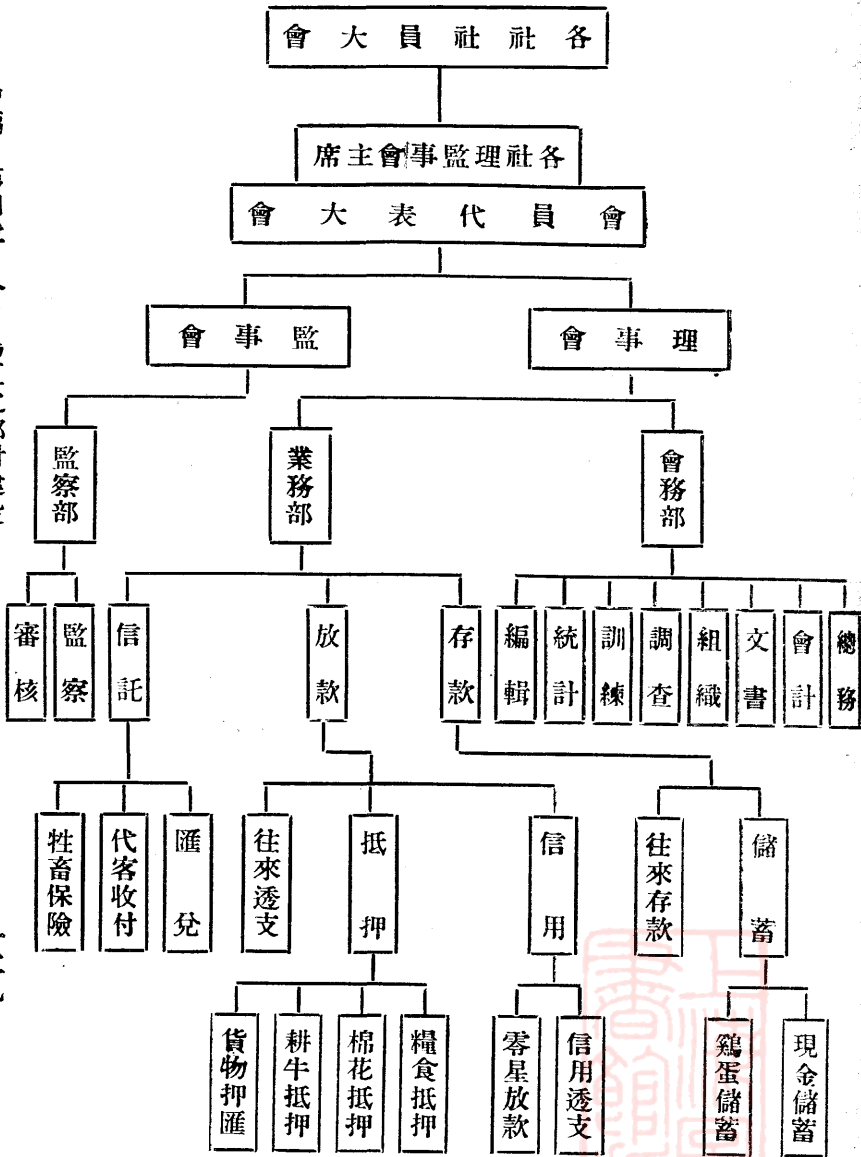 各社社員大會
各社理監事會主席
會員代表大會
理事會
監事會
會務部
業務部
監察部
總務
會計
文書
組織
調查
訓練
統計
編輯
存款
放款
信託
監察
審核
儲蓄
往來存款
信用
抵押
往來透支
匯兌
代客收付
牲畜保險
現金儲蓄
鷄蛋儲蓄
信用透支
零星放款
糧食抵押
棉花抵押
耕牛抵押
貨物押匯